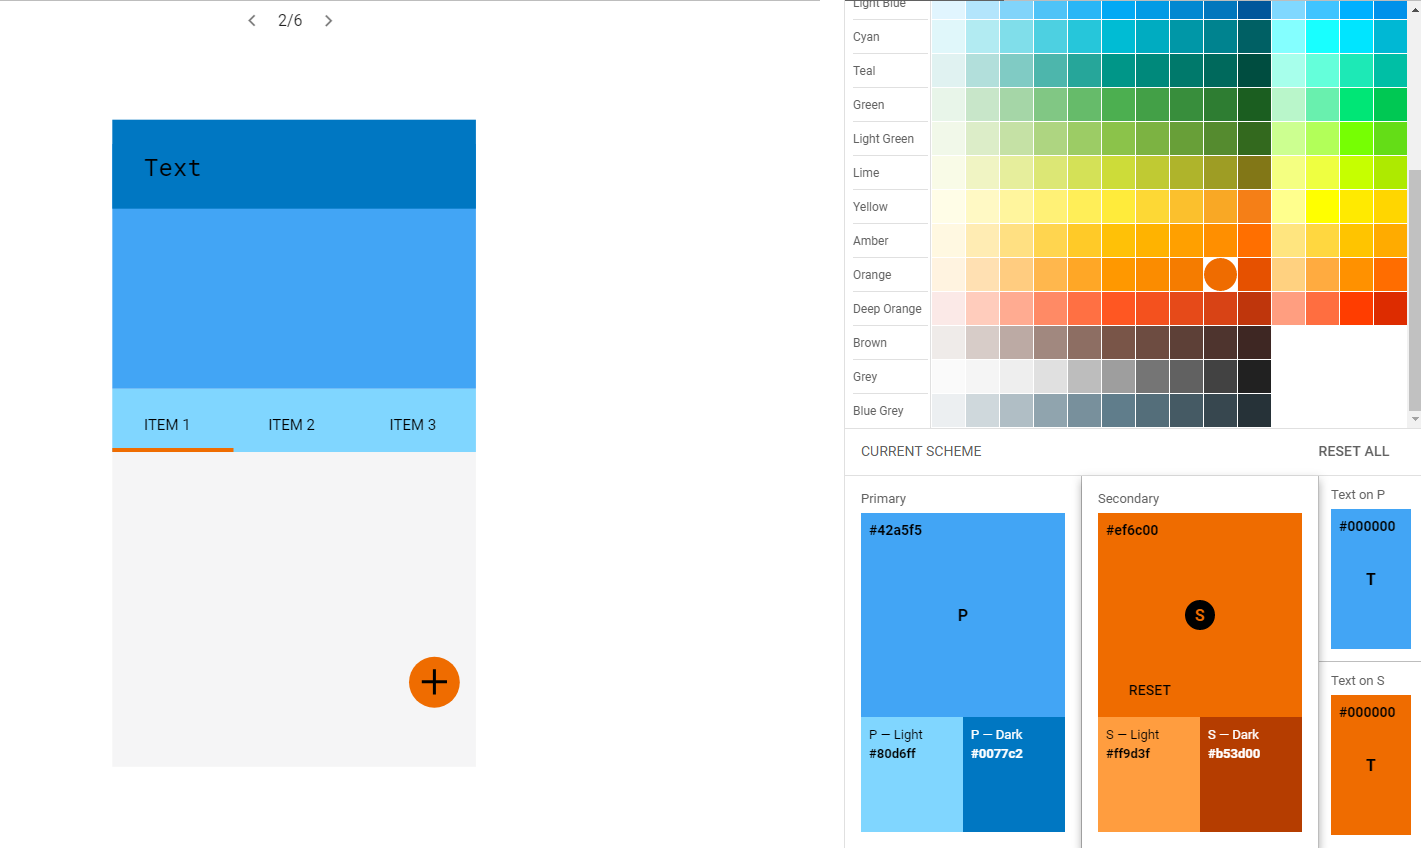 2/6
Text
ITEM 1 ITEM 2 ITEM 3
Light Blue
Cyan
Teal
Green
Light Green
Lime
Yellow
Amber
Orange
Deep Orange
Brown
Grey
Blue Grey
CURRENT SCHEME RESET ALL
Primary
#42a5f5
P
P — Light
#80d6ff
P — Dark
#0077c2
Secondary
#ef6c00
S
RESET
S — Light
#ff9d3f
S — Dark
#b53d00
Text on P
#000000
T
Text on S
#000000
T